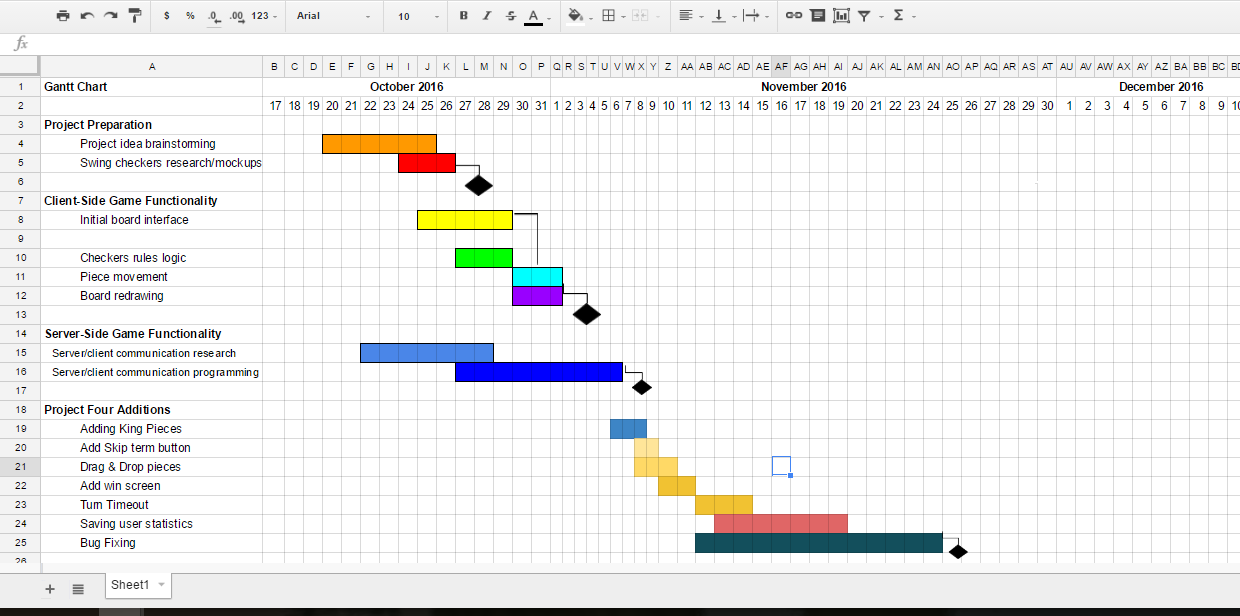 $ % .0 .00 123 Arial 10 B I S A Σ
fx
A B C D E F G H I J K L M N O P Q R S T U V W X Y Z AA AB AC AD AE AF AG AH AI AJ AK AL AM AN AO AP AQ AR AS AT AU AV AW AX AY AZ BA BB BC BD
1 Gantt Chart October 2016 November 2016 December 2016
2 17 18 19 20 21 22 23 24 25 26 27 28 29 30 31 1 2 3 4 5 6 7 8 9 10 11 12 13 14 15 16 17 18 19 20 21 22 23 24 25 26 27 28 29 30 1 2 3 4 5 6 7 8 9 10
3 Project Preparation
4 Project idea brainstorming
5 Swing checkers research/mockups
6
7 Client-Side Game Functionality
8 Initial board interface
9
10 Checkers rules logic
11 Piece movement
12 Board redrawing
13
14 Server-Side Game Functionality
15 Server/client communication research
16 Server/client communication programming
17
18 Project Four Additions
19 Adding King Pieces
20 Add Skip term button
21 Drag & Drop pieces
22 Add win screen
23 Turn Timeout
24 Saving user statistics
25 Bug Fixing
26
+ Sheet1